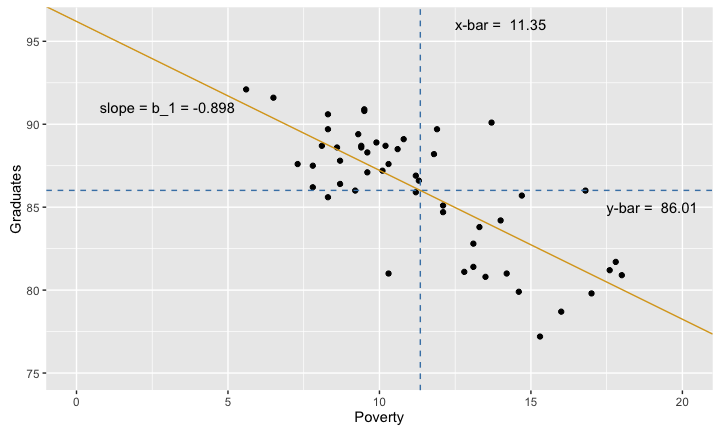 x-bar =  11.35
slope = b_1 = -0.898
y-bar =  86.01
95
90
85
80
75
Graduates
0 5 10 15 20
Poverty